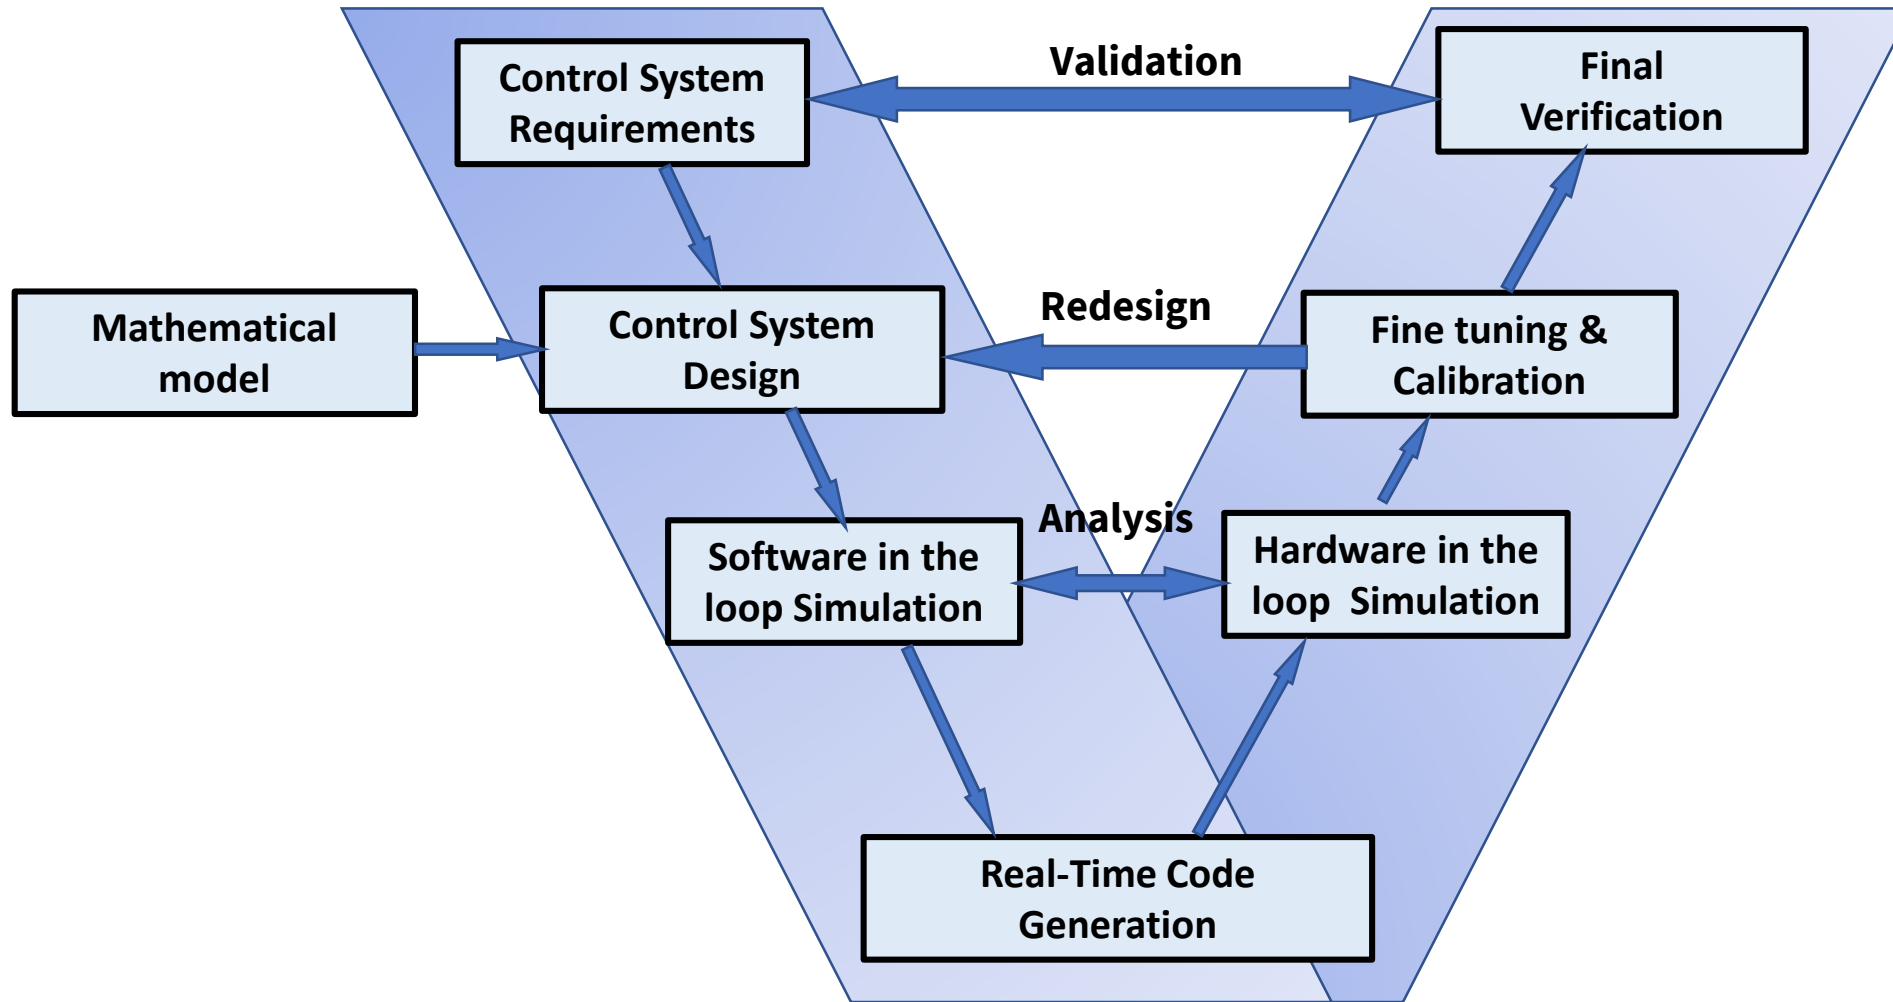 Control System
Requirements
Validation
Final
Verification
Mathematical
model
Control System
Design
Redesign
Fine tuning &
Calibration
Software in the
loop Simulation
Analysis
Hardware in the
loop  Simulation
Real-Time Code
Generation